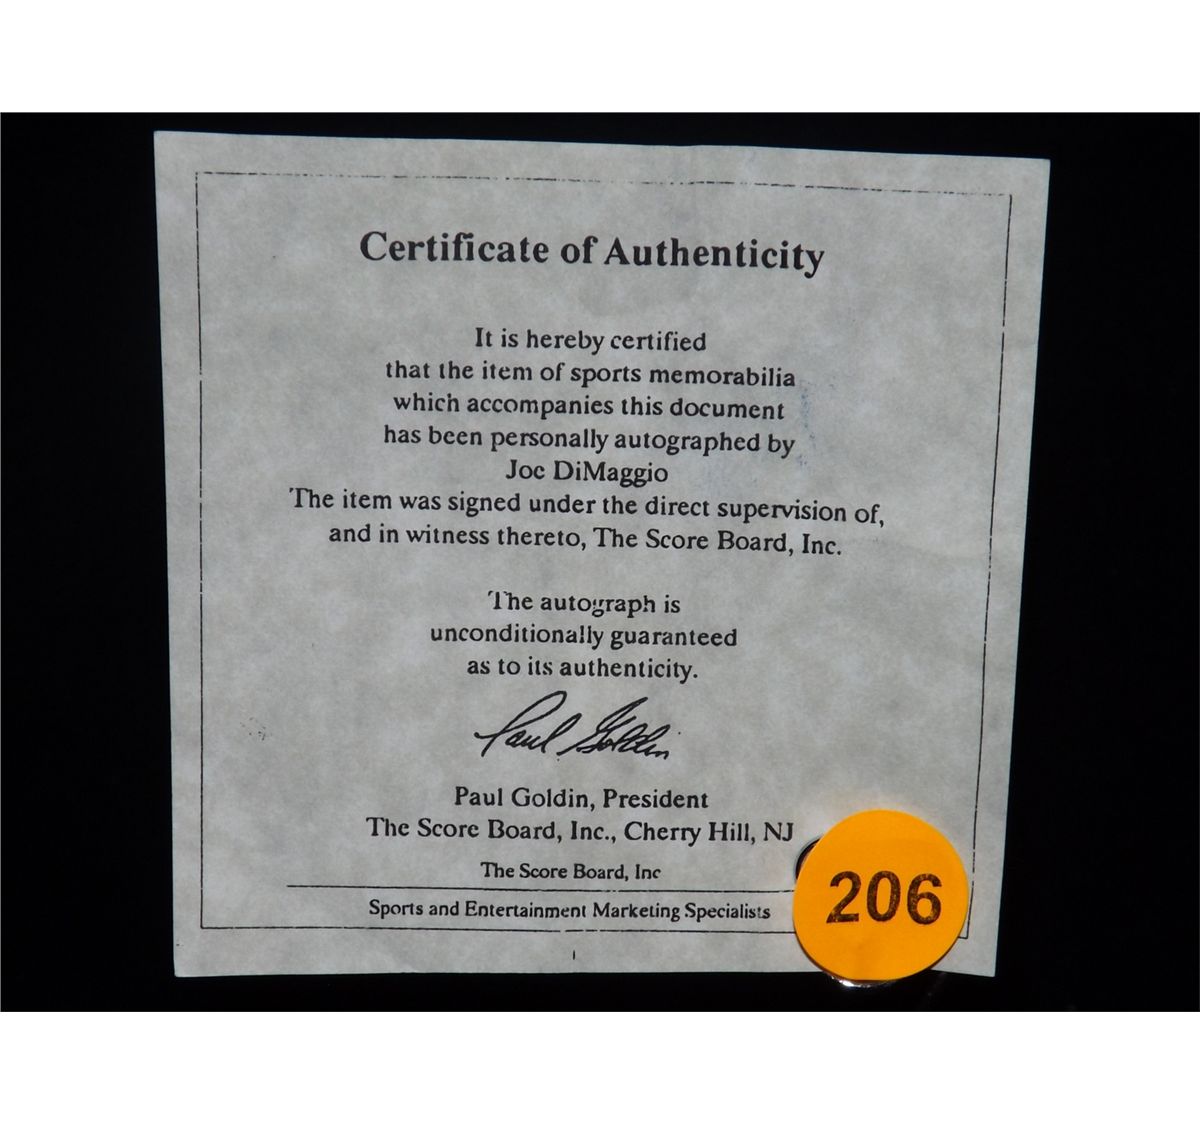 Certificate of Authenticity
It is hereby certified
that the item of sports memorabilia
which accompanies this document
has been personally autographed by
Joe DiMaggio
The item was signed under the direct supervision of,
and in witness thereto, The Score Board, Inc.
The autograph is
unconditionally guaranteed
as to its authenticity.
Paul Goldin
Paul Goldin, President
The Score Board, Inc., Cherry Hill, NJ
The Score Board, Inc
Sports and Entertainment Marketing Specialists
206